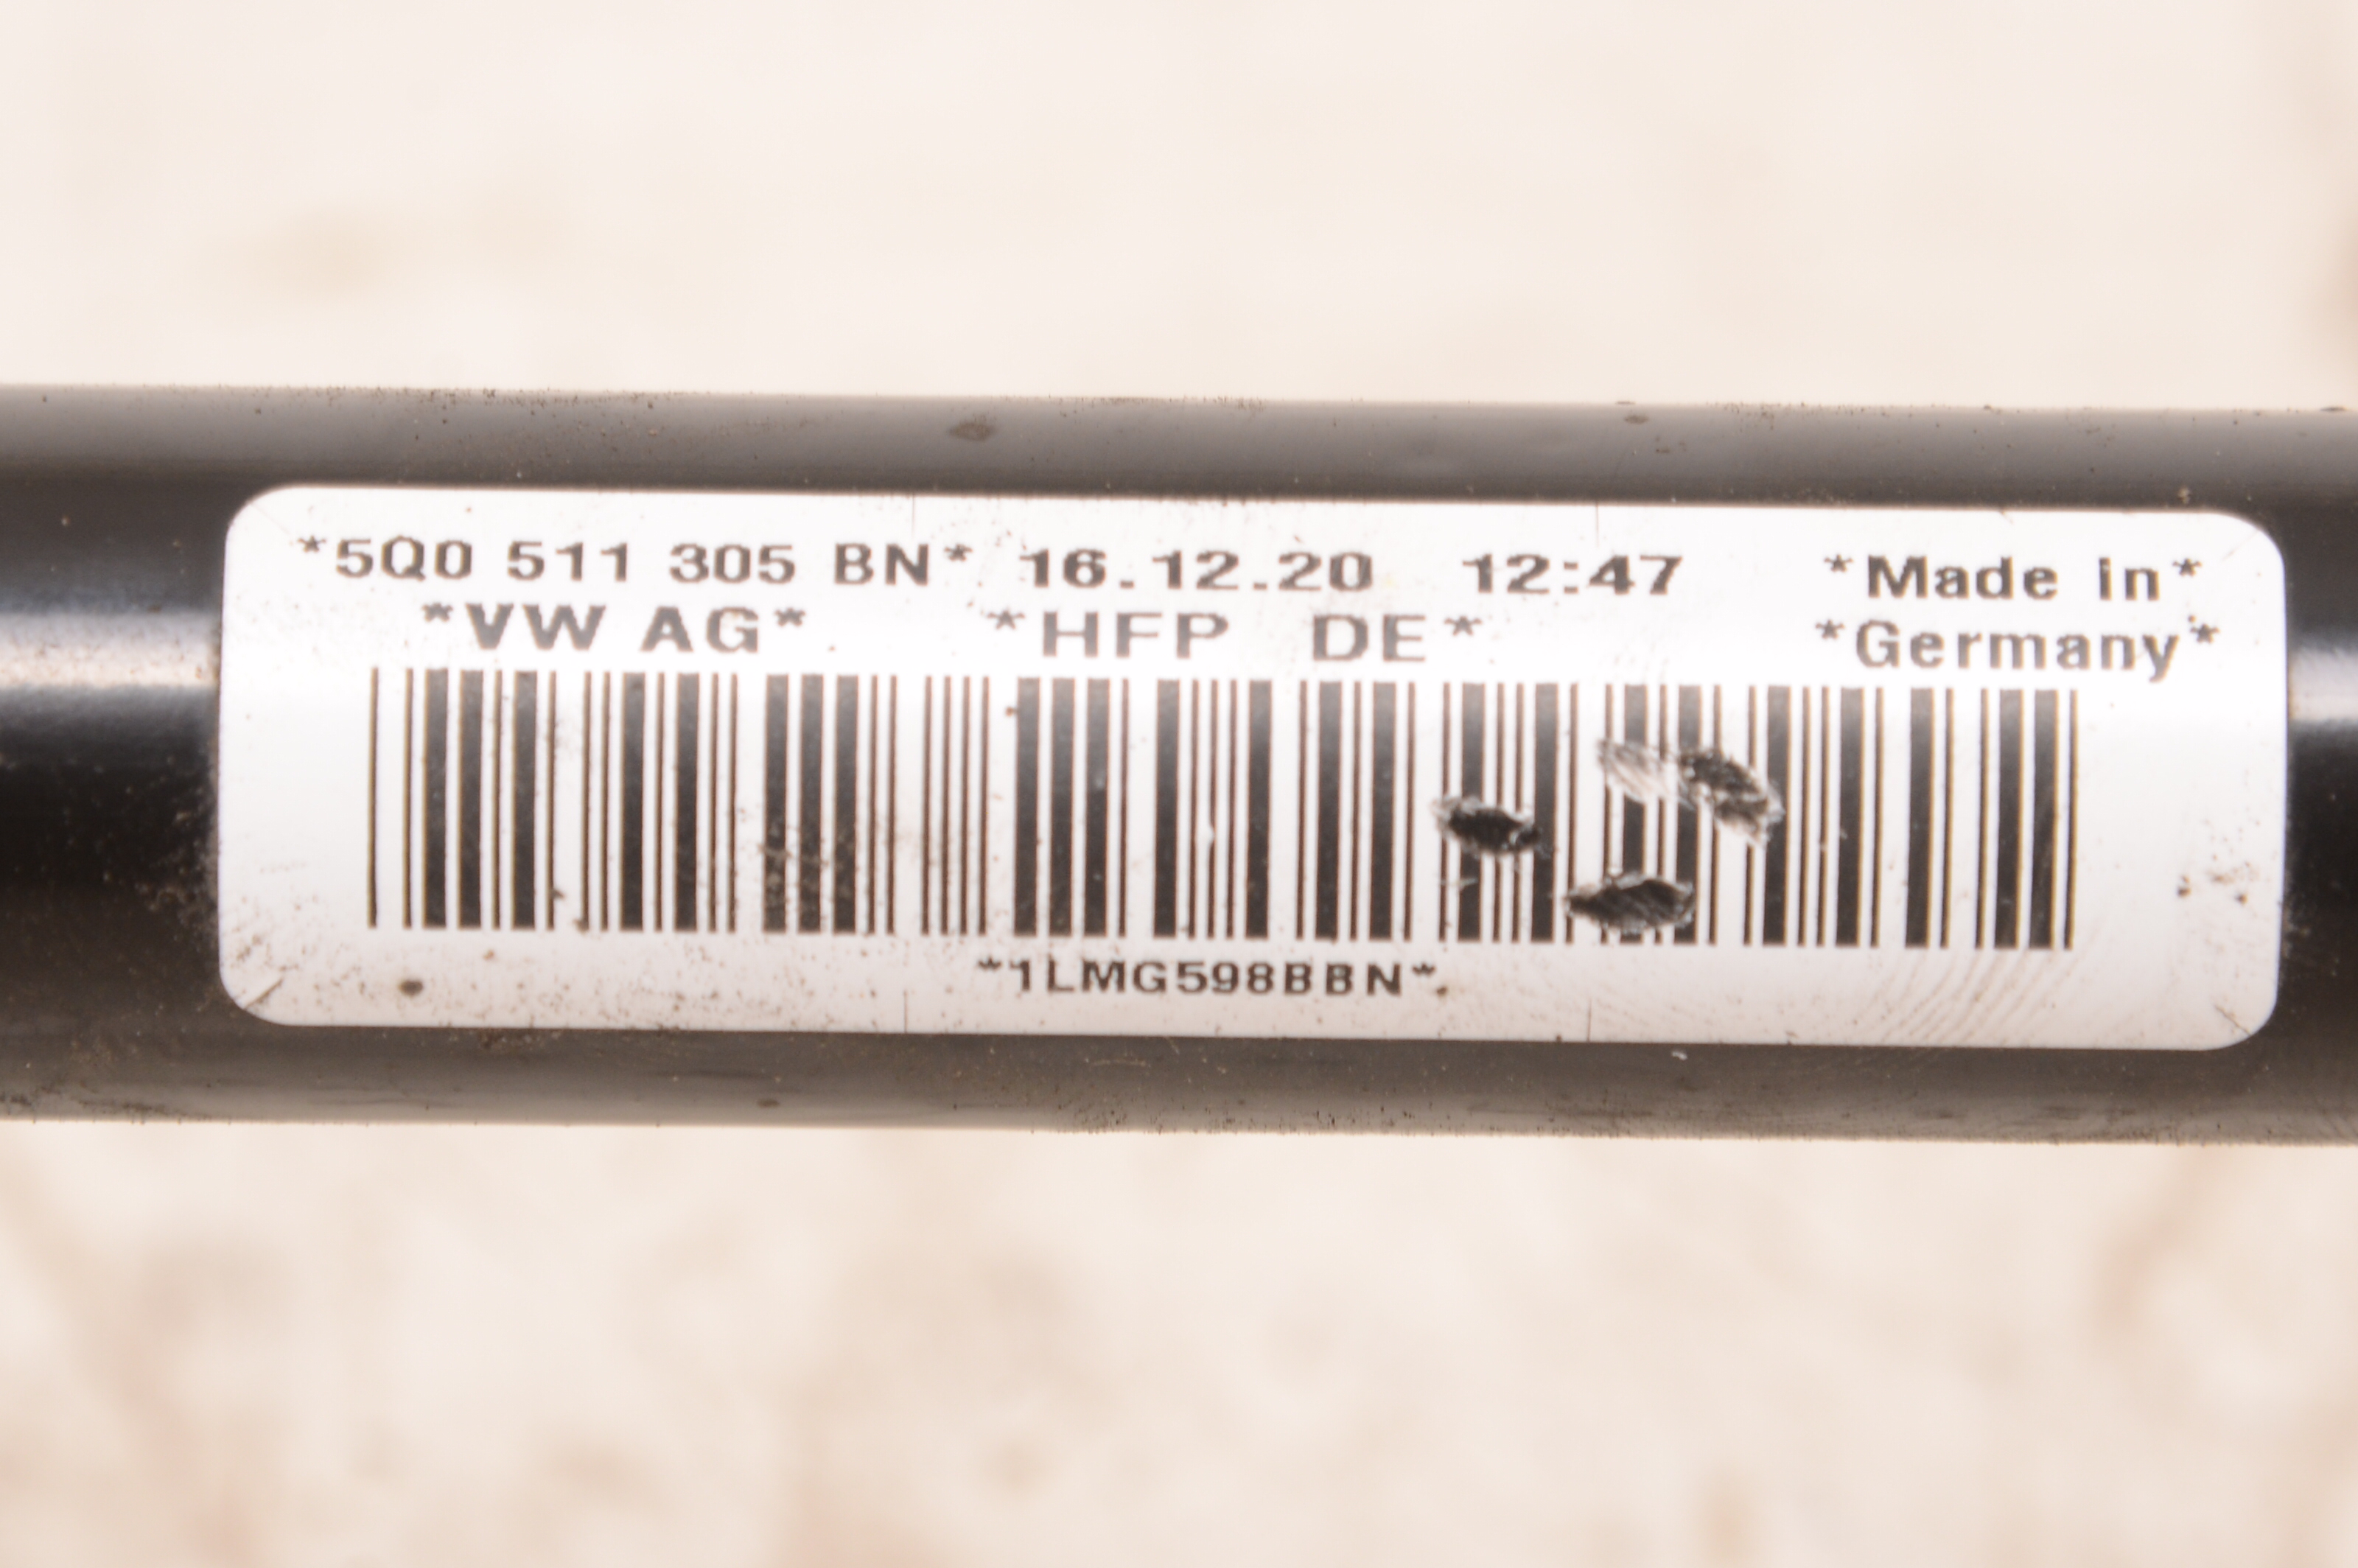 *5Q0 511 305 BN* 16.12.20 12:47 *Made in*
*VW AG* *HFP DE* *Germany*
*1LMG598BBN*